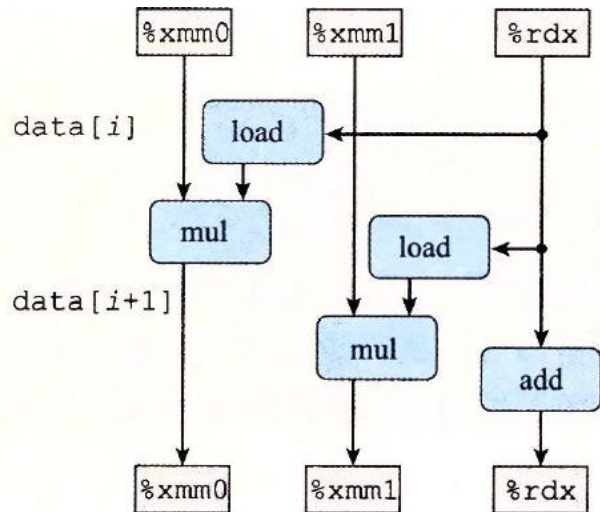 %xmm0 %xmm1 %rdx
data[i]
load
mul
load
data[i+1]
mul
add
%xmm0 %xmm1 %rdx